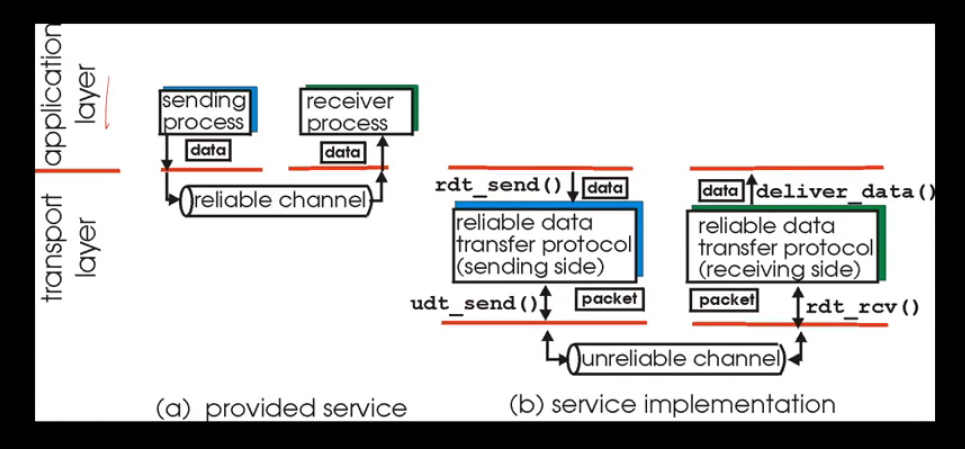 application
layer
transport
layer
sending
process
receiver
process
data
data
reliable channel
rdt_send()
data
data
deliver_data()
reliable data
transfer protocol
(sending side)
reliable data
transfer protocol
(receiving side)
udt_send()
packet
packet
rdt_rcv()
unreliable channel
(a) provided service
(b) service implementation